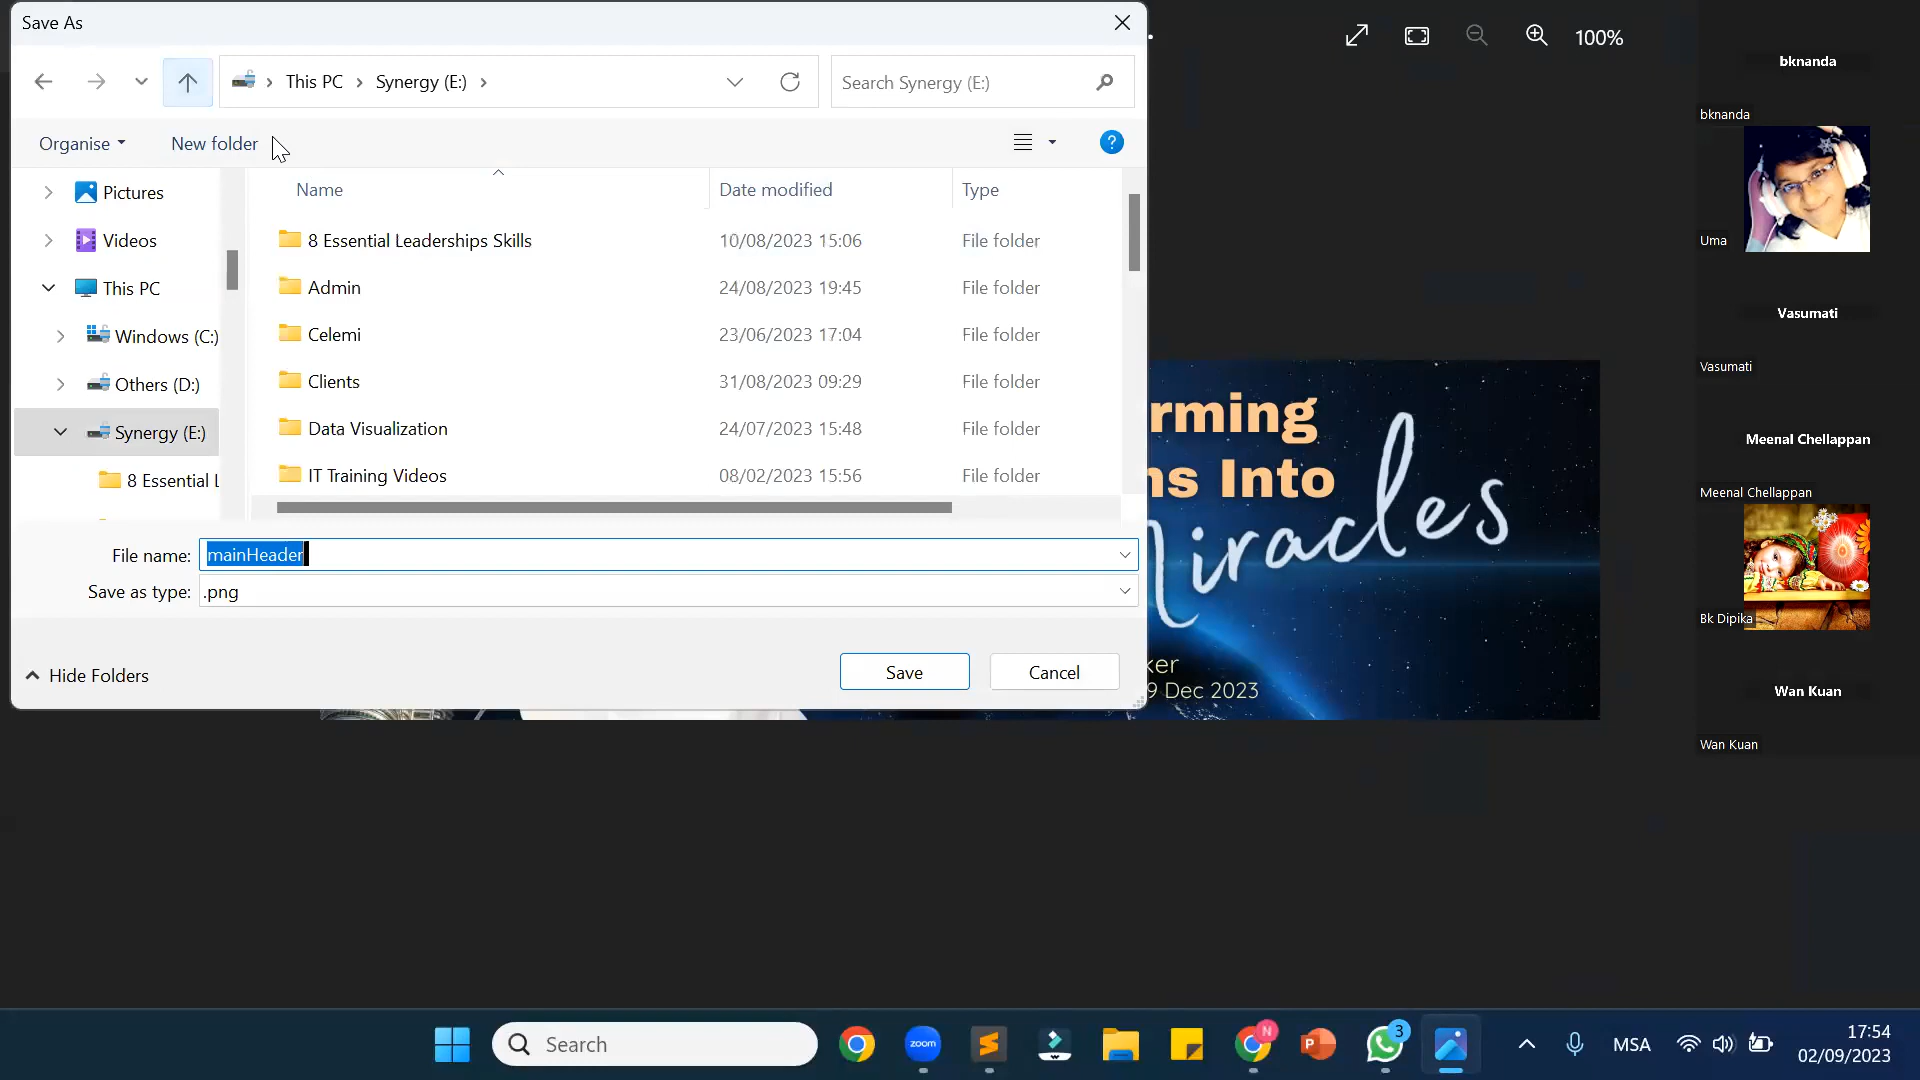 Save As
This PC
Synergy (E:)
Search Synergy (E:)
Organise
New folder
?
Pictures
Videos
This PC
Windows (C:)
Others (D:)
Synergy (E:)
8 Essential L
Name
Date modified
Type
8 Essential Leaderships Skills
10/08/2023 15:06
File folder
Admin
24/08/2023 19:45
File folder
Celemi
23/06/2023 17:04
File folder
Clients
31/08/2023 09:29
File folder
Data Visualization
24/07/2023 15:48
File folder
IT Training Videos
08/02/2023 15:56
File folder
File name:
mainHeader
Save as type:
.png
Hide Folders
Save
Cancel
100%
rming
ns Into
Miracles
ker
9 Dec 2023
bknanda
bknanda
Uma
Vasumati
Vasumati
Meenal Chellappan
Meenal Chellappan
Bk Dipika
Wan Kuan
Wan Kuan
Search
zoom
N
P
3
MSA
17:54
02/09/2023